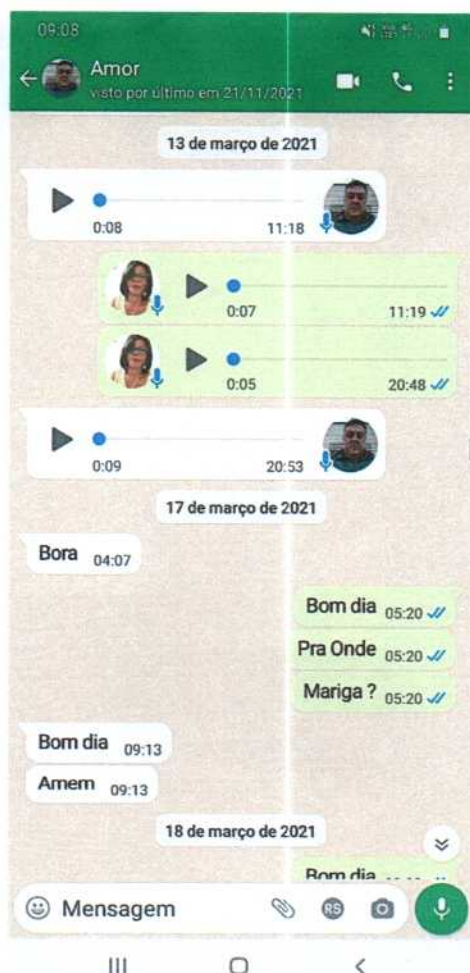 09:08
Amor
visto por último em 21/11/2021
13 de março de 2021
0:08 11:18
0:07 11:19
0:05 20:48
0:09 20:53
17 de março de 2021
Bora 04:07
Bom dia 05:20
Pra Onde 05:20
Mariga ? 05:20
Bom dia 09:13
Amem 09:13
18 de março de 2021
Bom dia
Mensagem
RS